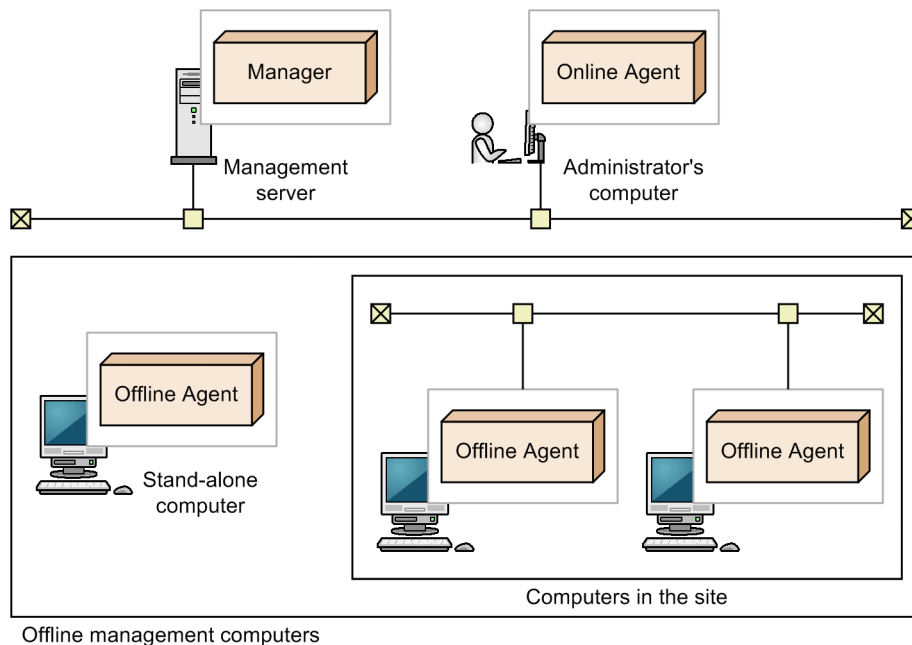 Manager
Online Agent
Management
server
Administrator's
computer
Offline Agent
Stand-alone
computer
Offline Agent
Offline Agent
Computers in the site
Offline management computers